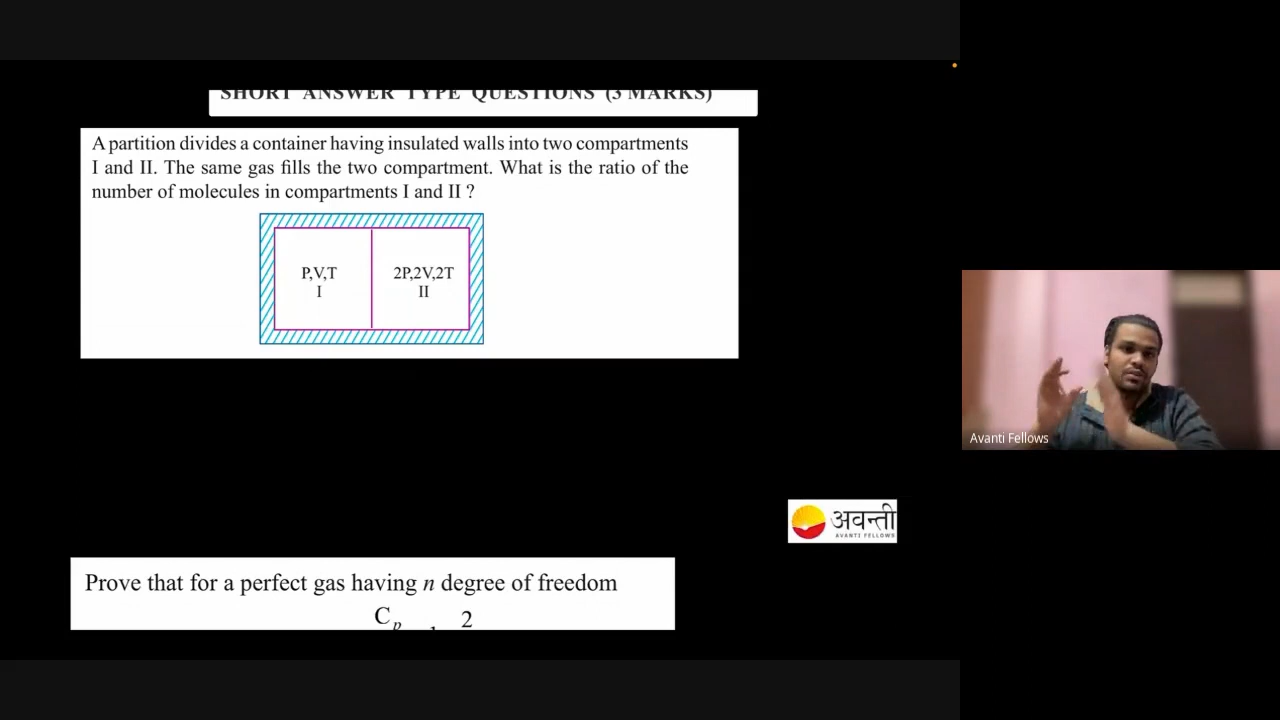 SHORT ANSWER TYPE QUESTIONS (3 MARKS)
A partition divides a container having insulated walls into two compartments
I and II. The same gas fills the two compartment. What is the ratio of the
number of molecules in compartments I and II ?
P,V,T
I
2P,2V,2T
II
Avanti Fellows
अवन्ती
AVANTI FELLOWS
Prove that for a perfect gas having n degree of freedom
Cp 2